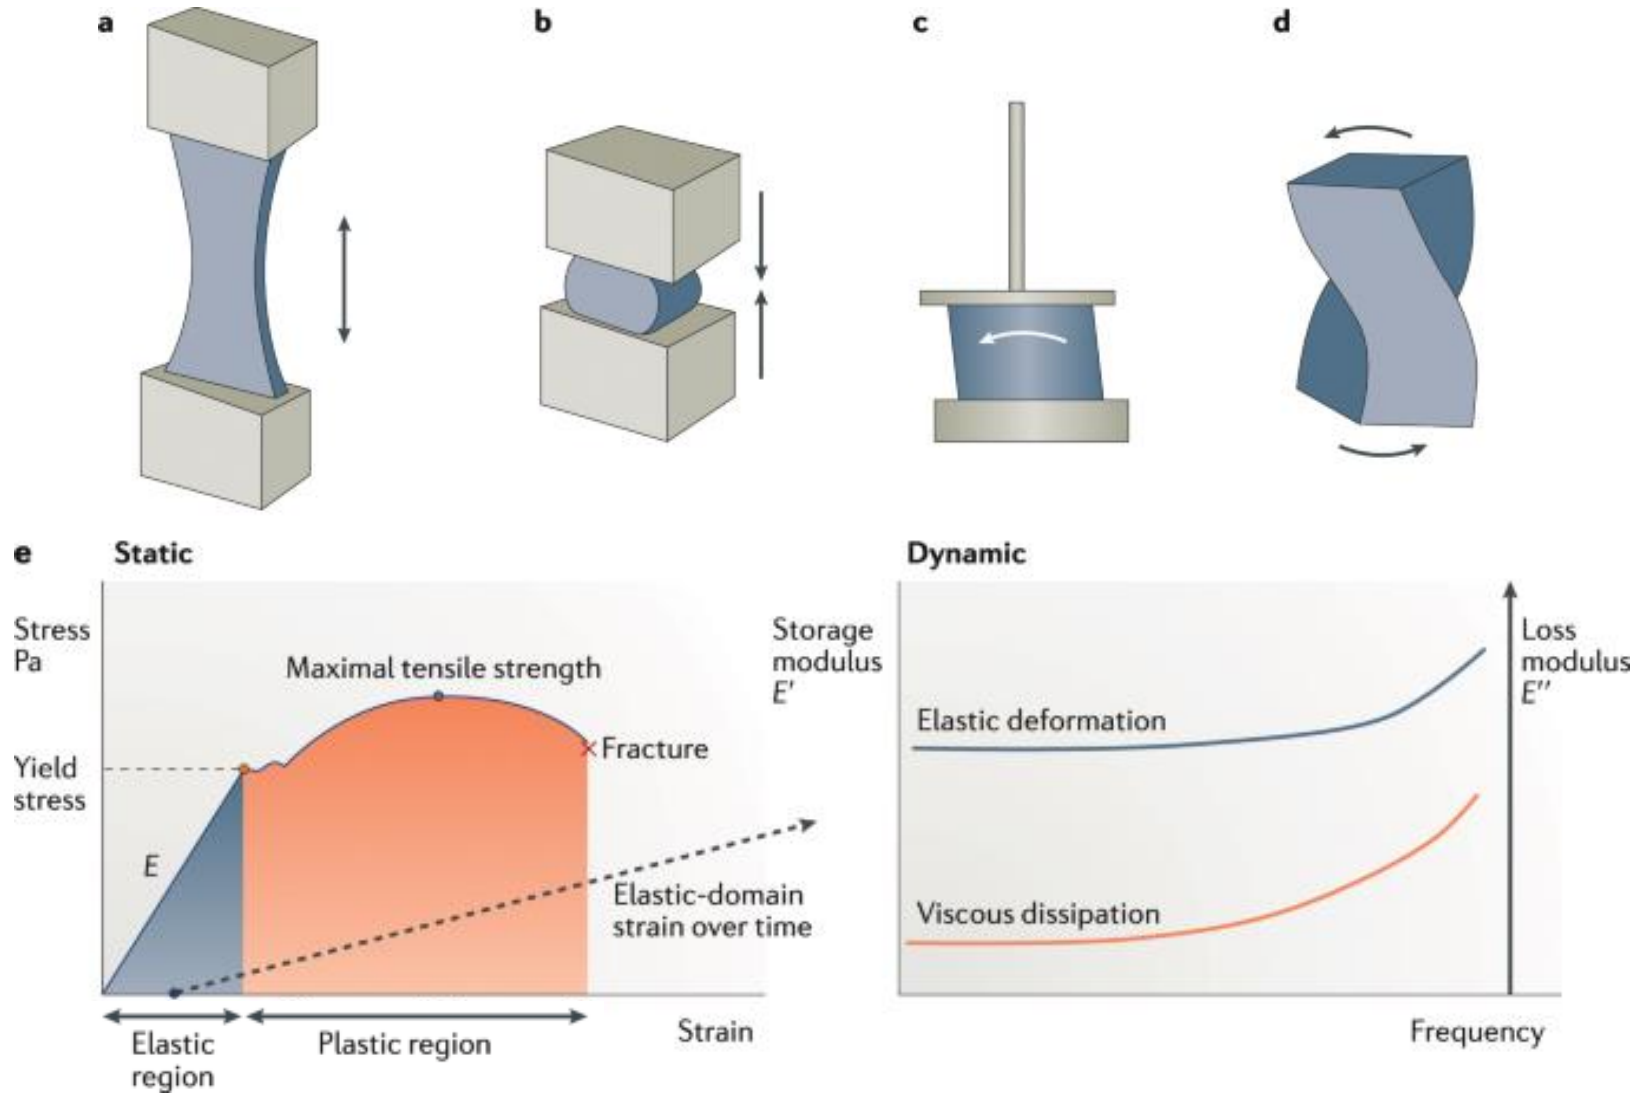 a
b
c
d
e
Static
Stress
Pa
Maximal tensile strength
Fracture
Yield
stress
E
Elastic-domain
strain over time
Elastic
region
Plastic region
Strain
Dynamic
Storage
modulus
E′
Loss
modulus
E″
Elastic deformation
Viscous dissipation
Frequency